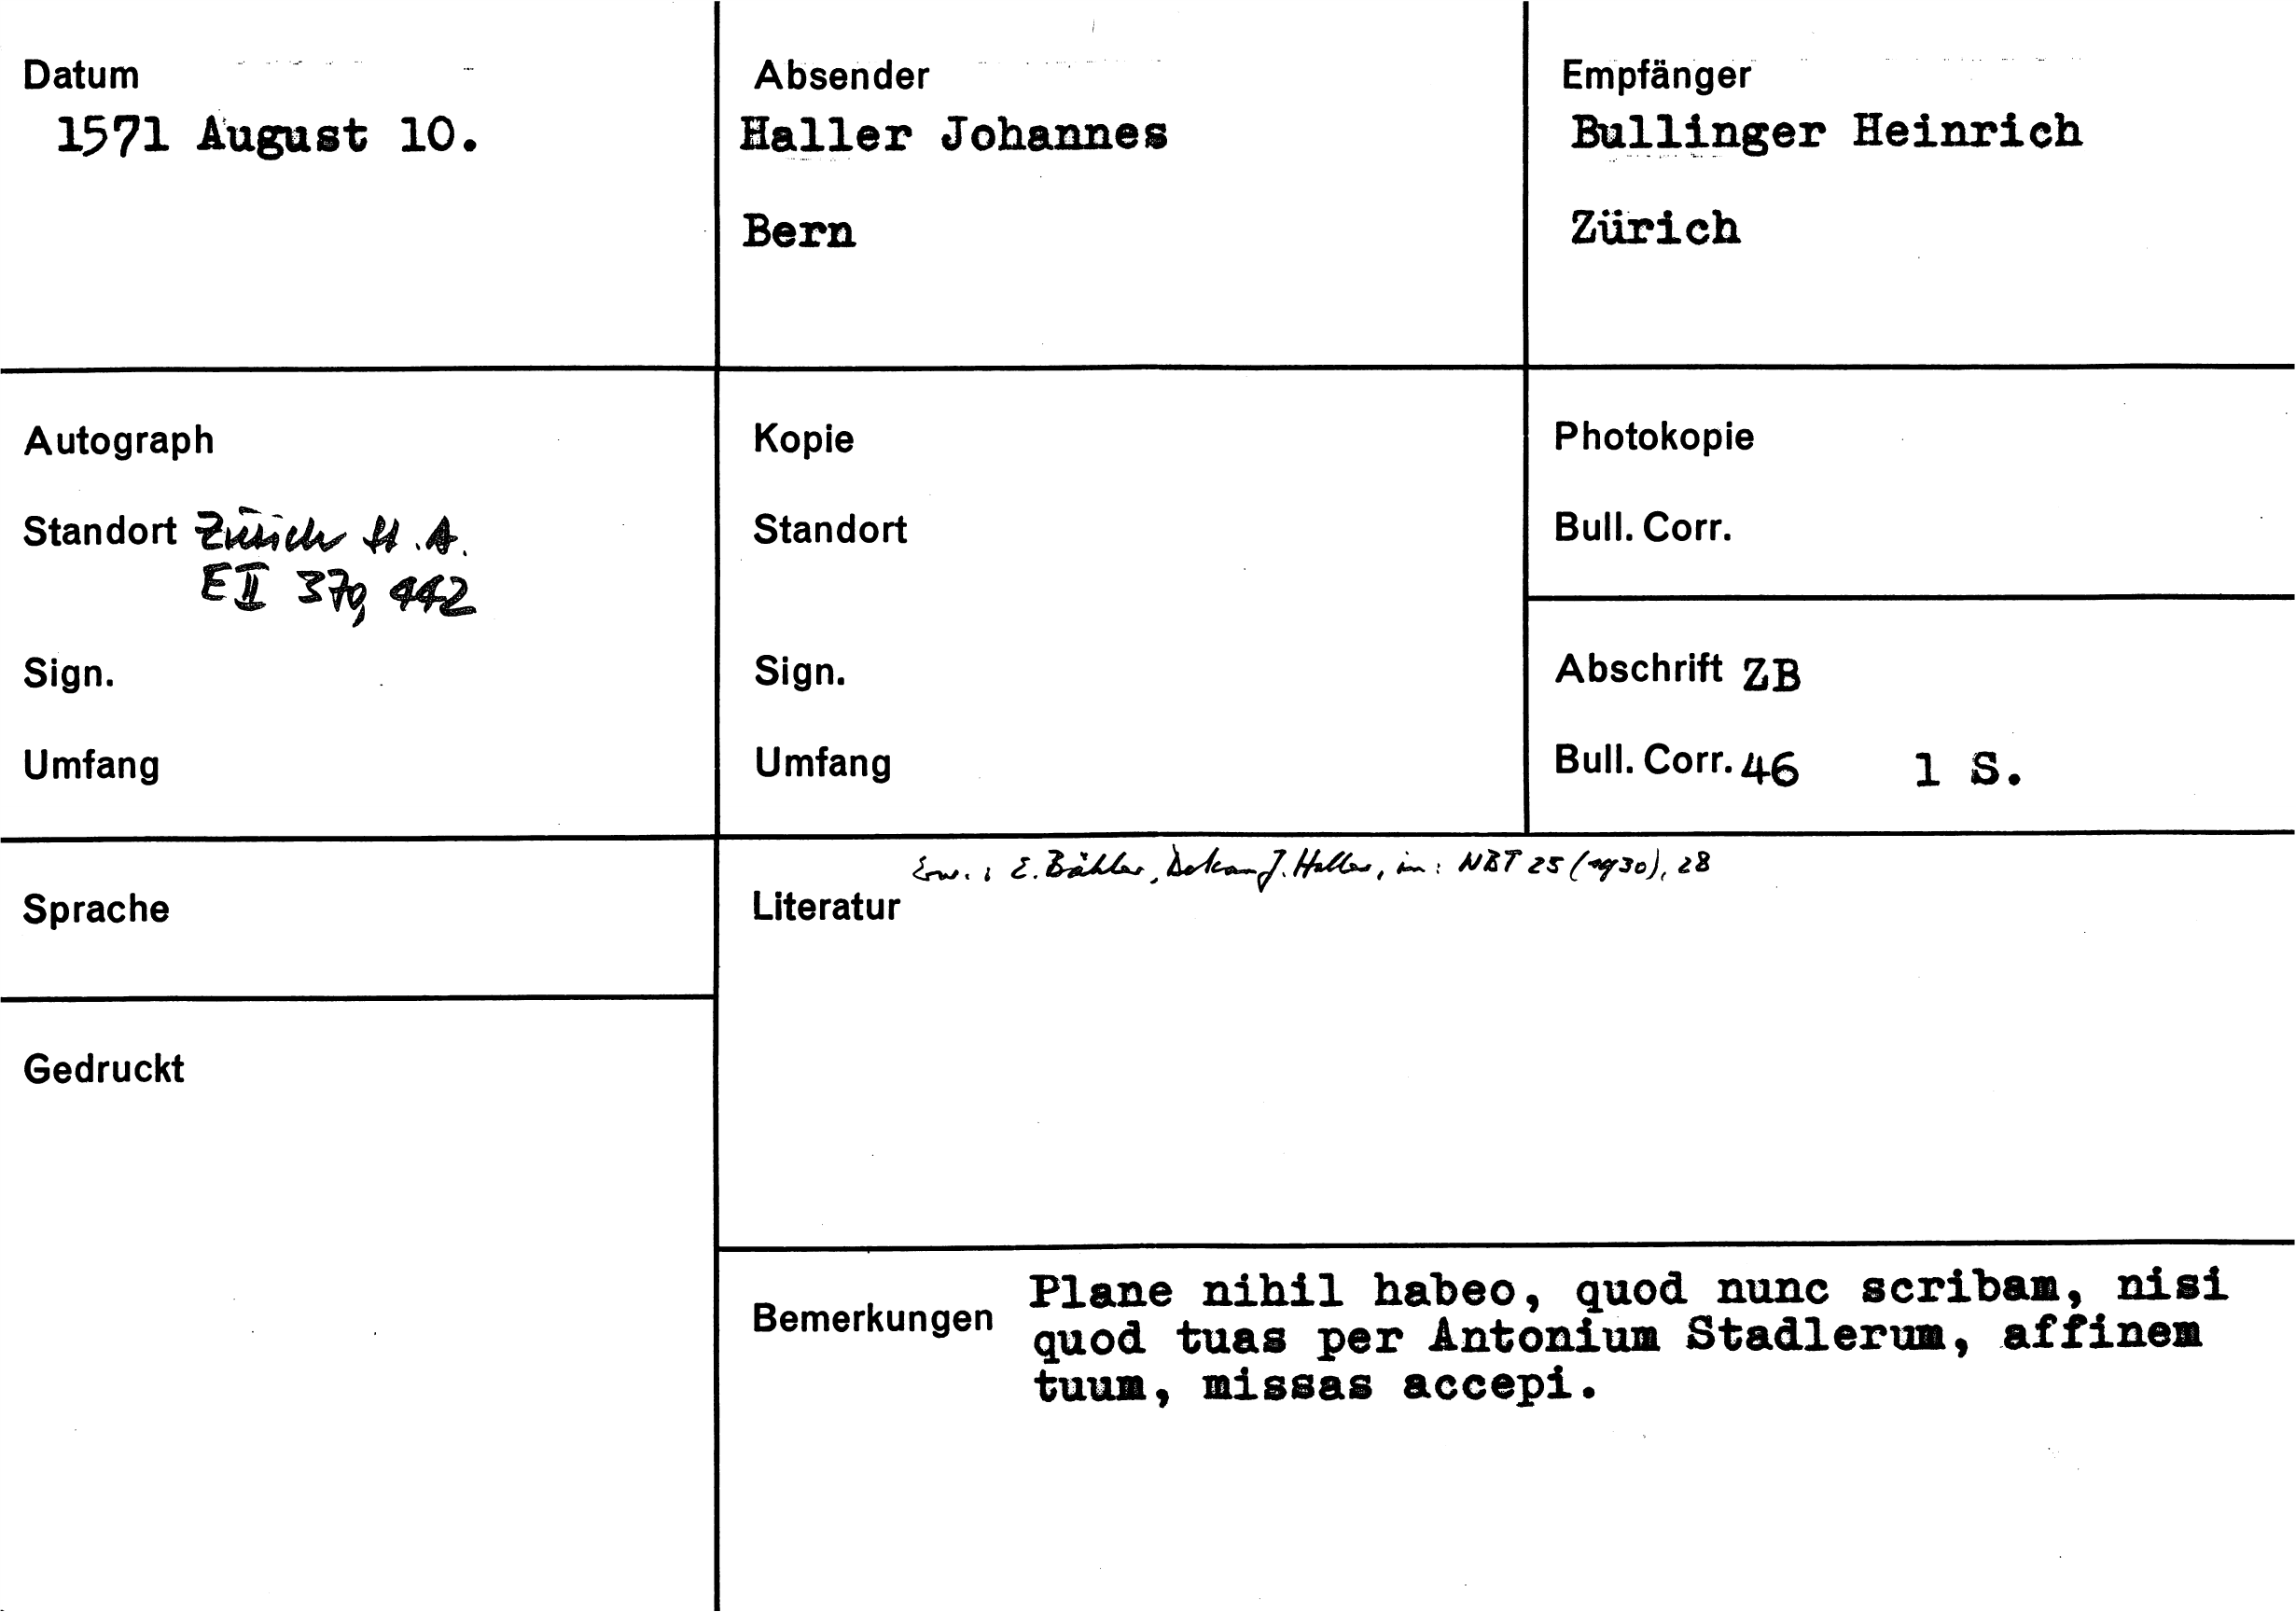 Datum
1571 August 10.
Absender
Haller Johannes
Bern
Empfänger
Bullinger Heinrich
Zürich
Autograph
Standort Zürich St.A.
E II 370, 442
Sign.
Umfang
Kopie
Standort
Sign.
Umfang
Photokopie
Bull. Corr.
Abschrift ZB
Bull. Corr. 46 1 S.
Sprache
Gedruckt
Erw.: E. Bähler, Dekan J. Haller, in: NBT 25 (1930), 28
Literatur
Bemerkungen
Plane nihil habeo, quod nunc scribam, nisi
quod tuas per Antonium Stadlerum, affinem
tuum, missas accepi.